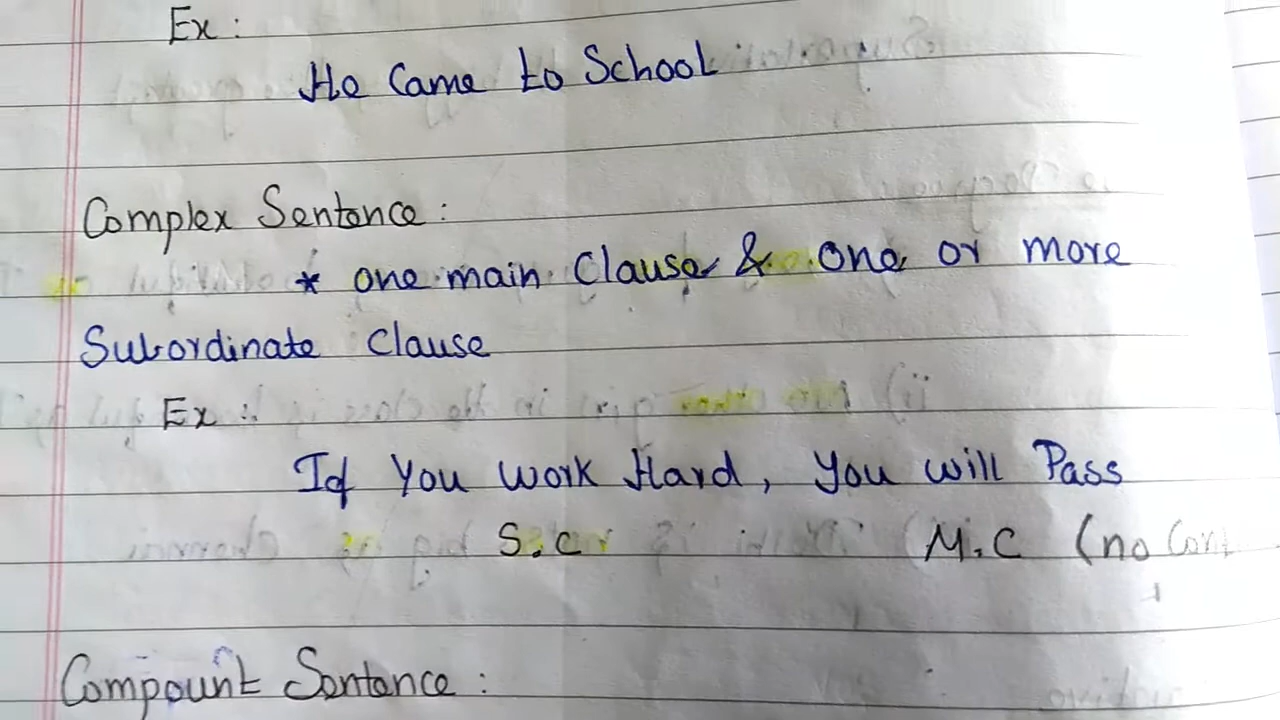 Ex :
He Came to School
Complex Sentence :
* one main Clause & one or more
Subordinate Clause
Ex :
If You Work Hard, You will Pass
S.C M.C (no
Compount Sentence :